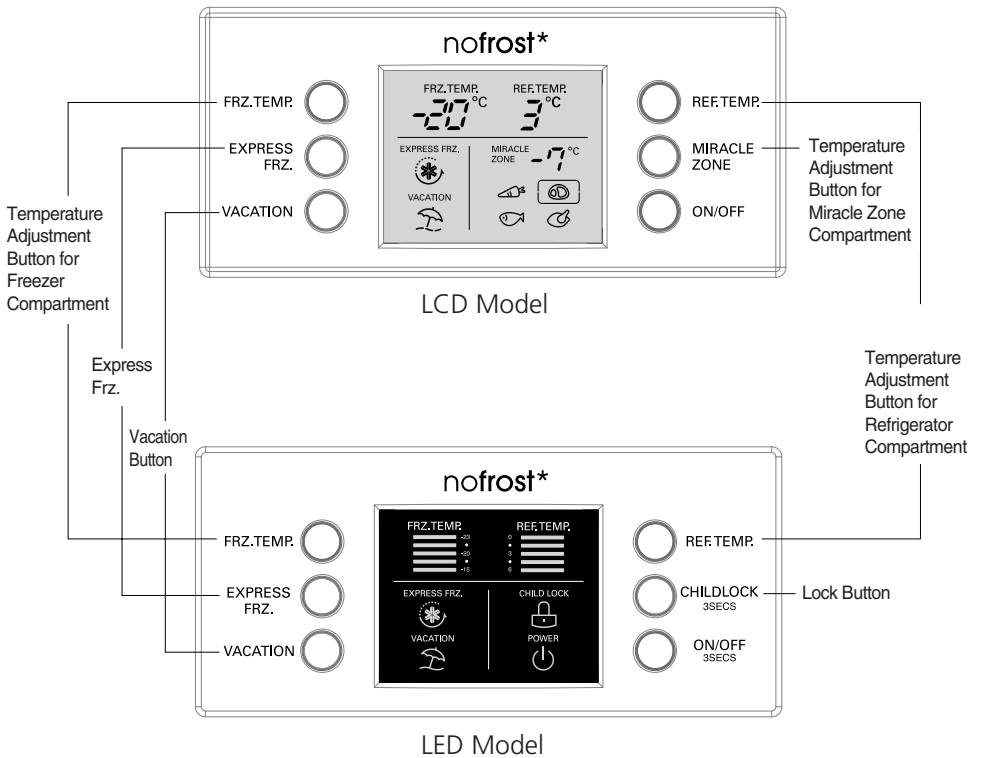 nofrost*
FRZ.TEMP.
EXPRESS
FRZ.
VACATION
FRZ.TEMP. REF.TEMP.
-20 °C 3 °C
EXPRESS FRZ.
VACATION
MIRACLE
ZONE -7 °C
REF.TEMP.
MIRACLE
ZONE
ON/OFF
LCD Model
Temperature
Adjustment
Button for
Freezer
Compartment
Express
Frz.
Vacation
Button
Temperature
Adjustment
Button for
Miracle Zone
Compartment
Temperature
Adjustment
Button for
Refrigerator
Compartment
nofrost*
FRZ.TEMP.
EXPRESS
FRZ.
VACATION
FRZ.TEMP. REF.TEMP.
-23 0
-20 3
-15 6
EXPRESS FRZ. CHILD LOCK
VACATION POWER
REF.TEMP.
CHILDLOCK
3SECS
ON/OFF
3SECS
Lock Button
LED Model